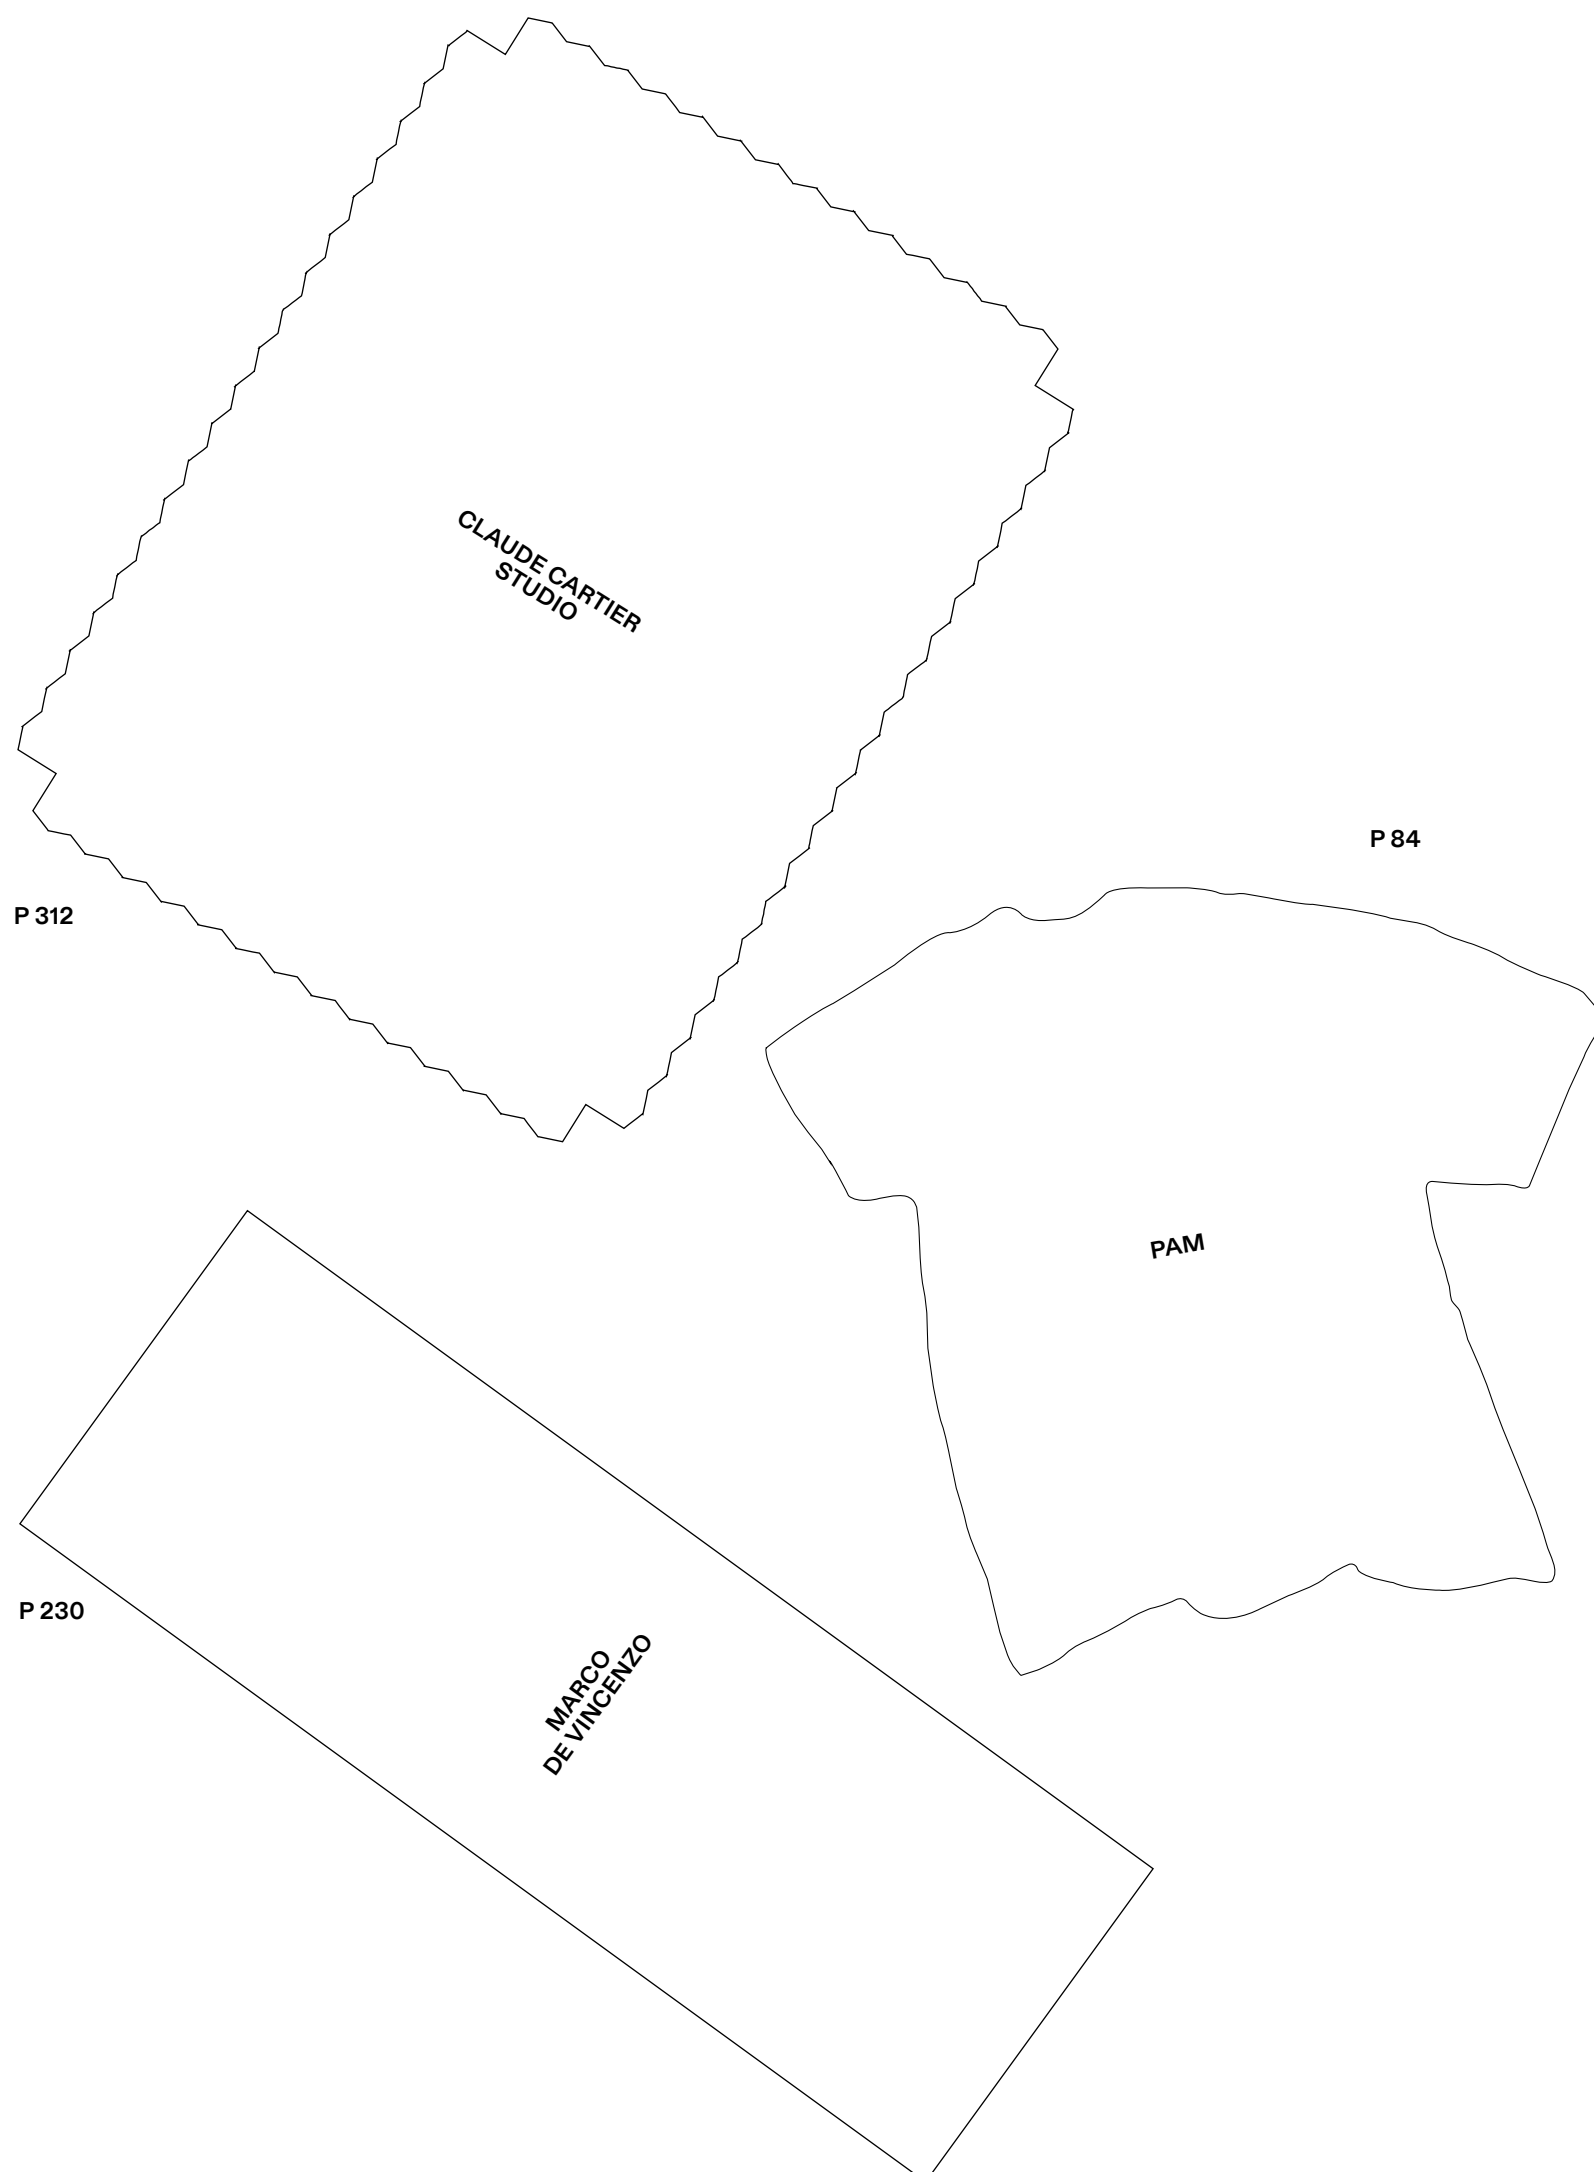 CLAUDE CARTIER
STUDIO
P 84
P 312
PAM
P 230
MARCO
DE VINCENZO